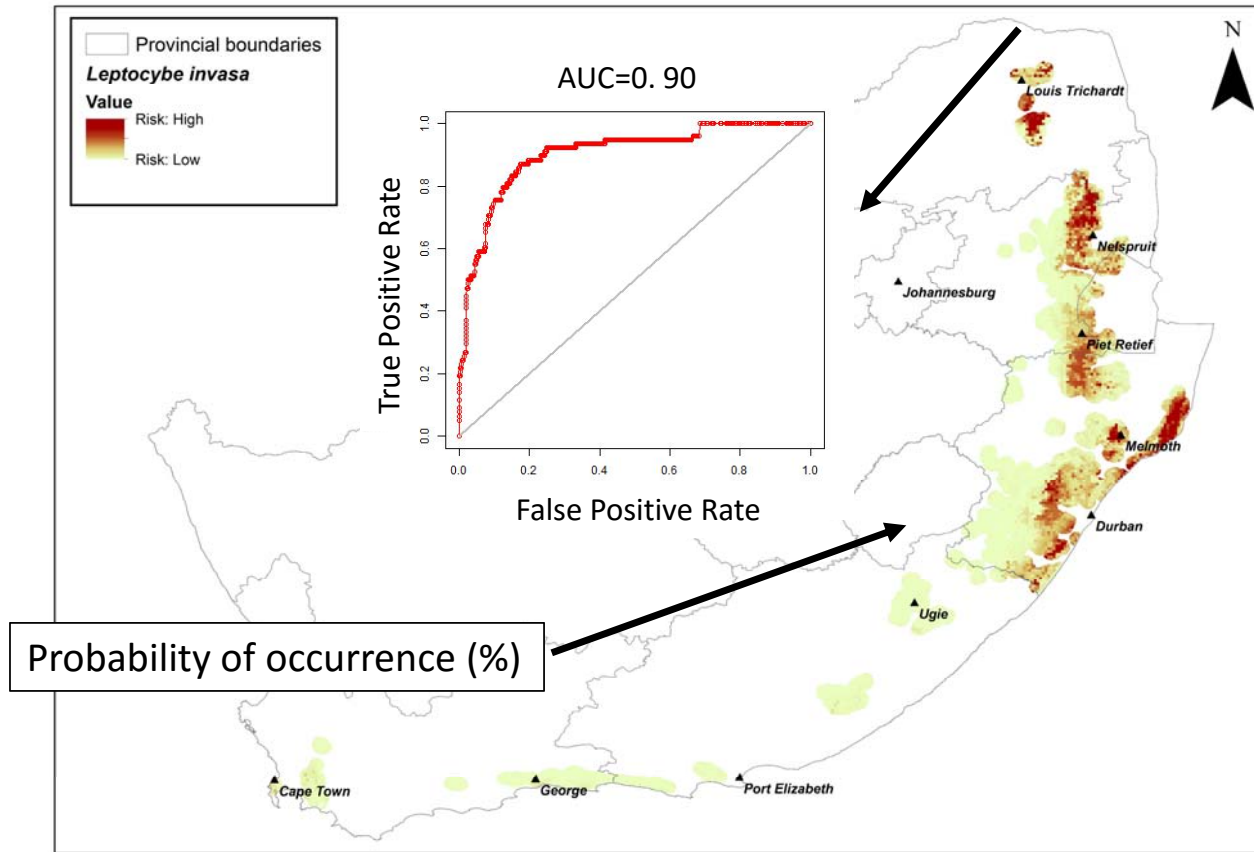 Provincial boundaries
Leptocybe invasa
Value
Risk: High
Risk: Low
AUC=0. 90
True Positive Rate
1.0
0.8
0.6
0.4
0.2
0.0
0.0 0.2 0.4 0.6 0.8 1.0
False Positive Rate
N
Louis Trichardt
Nelspruit
Johannesburg
Piet Retief
Melmoth
Durban
Ugie
Probability of occurrence (%)
Cape Town
George
Port Elizabeth